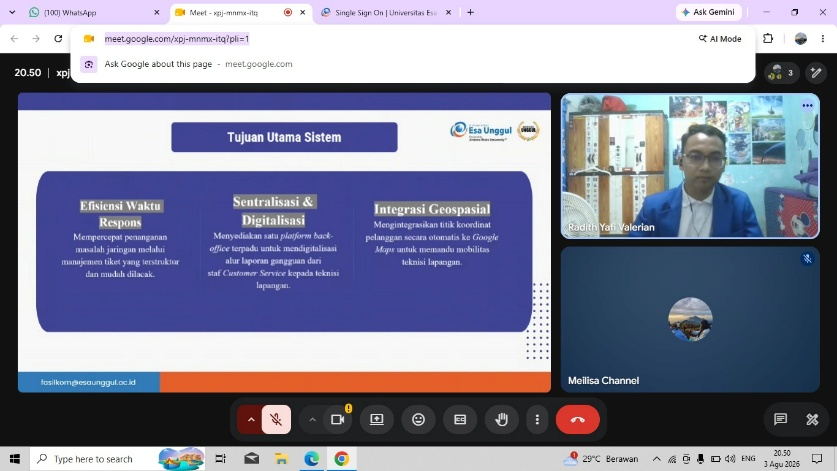 (100) WhatsApp
Meet - xpj-mnmx-itq
Single Sign On | Universitas Esa
Ask Gemini
meet.google.com/xpj-mnmx-itq?pli=1
AI Mode
Ask Google about this page - meet.google.com
20.50 | xpj
3
Tujuan Utama Sistem
Esa Unggul
Efisiensi Waktu
Respons
Mempercepat penanganan
masalah jaringan melalui
manajemen tiket yang terstruktur
dan mudah dilacak.
Sentralisasi &
Digitalisasi
Menyediakan satu platform back-
office terpadu untuk mendigitalisasi
alur laporan gangguan dari
staf Customer Service kepada teknisi
lapangan.
Integrasi Geospasial
Mengintegrasikan titik koordinat
pelanggan secara otomatis ke Google
Maps untuk memandu mobilitas
teknisi lapangan.
fasilkom@esaunggul.ac.id
Radith Yafi Valerian
Meilisa Channel
Type here to search
29°C Berawan
ENG
20.50
3 Agu 2026